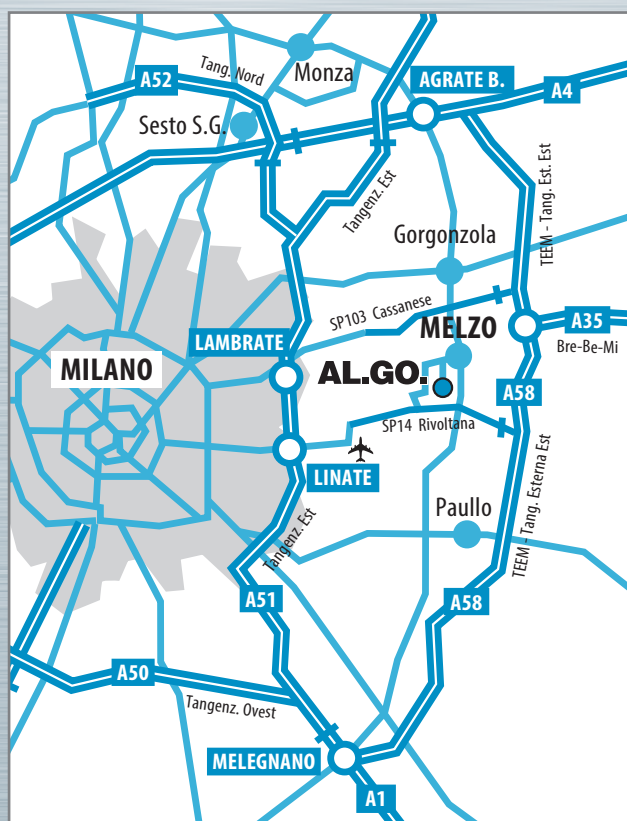 Monza
Tang. Nord
A52
AGRATE B.
A4
Sesto S.G.
Tangenz. Est
TEEM - Tang. Est. Est
Gorgonzola
SP103 Cassanese
MELZO
A35
Bre-Be-Mi
LAMBRATE
MILANO
AL.GO.
A58
SP14 Rivoltana
LINATE
Paullo
Tangenz. Est
TEEM - Tang. Esterna Est
A51
A58
A50
Tangenz. Ovest
MELEGNANO
A1